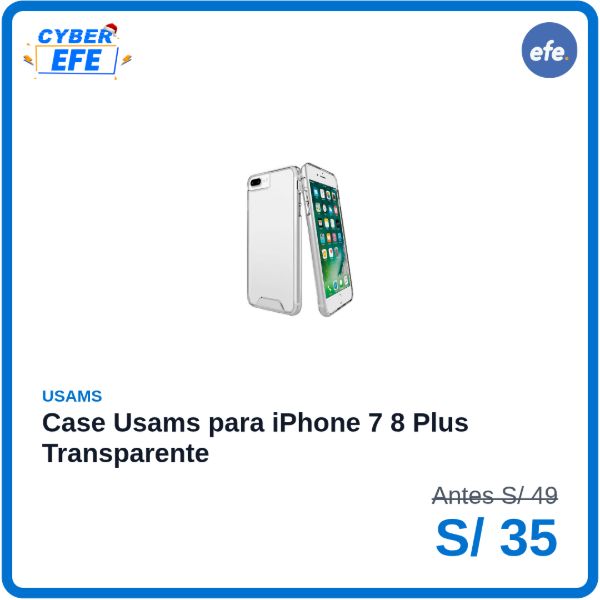 CYBER
EFE
efe.
USAMS
Case Usams para iPhone 7 8 Plus
Transparente
Antes S/ 49
S/ 35